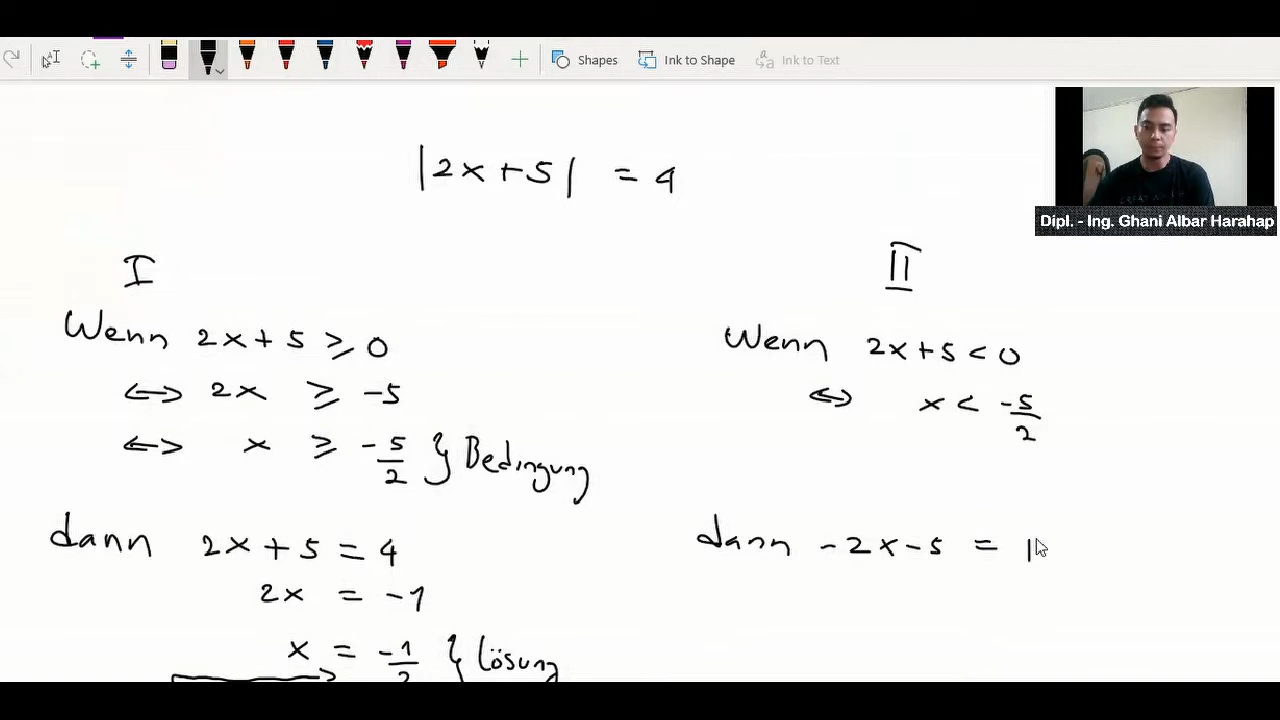 Shapes
Ink to Shape
Ink to Text
Dipl. - Ing. Ghani Albar Harahap
|2x+5| = 4
I
Wenn 2x+5 ≥ 0
⟺ 2x ≥ -5
⟺ x ≥ -5/2 } Bedingung
dann 2x+5 = 4
2x = -1
x = -1/2 } Lösung
II
Wenn 2x+5 < 0
⟺ x < -5/2
dann -2x-5 =